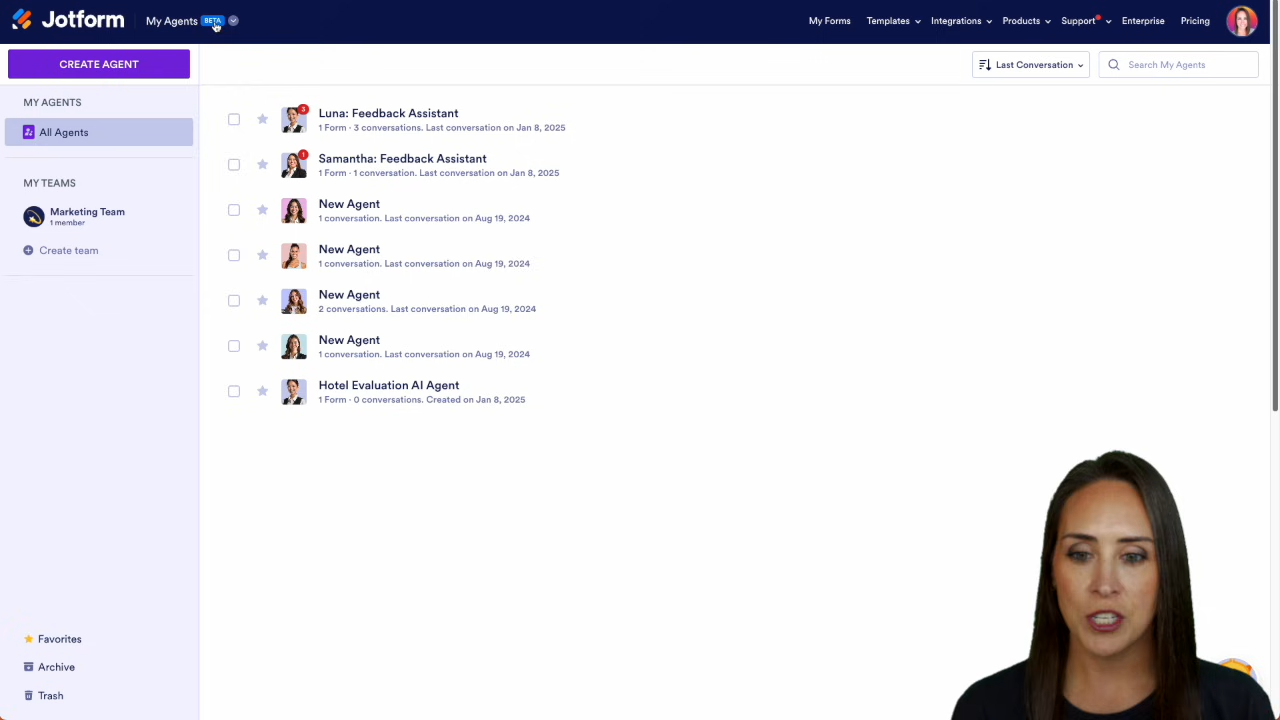 Jotform
My Agents BETA
My Forms Templates Integrations Products Support Enterprise Pricing
CREATE AGENT
Last Conversation
Search My Agents
MY AGENTS
All Agents
MY TEAMS
Marketing Team
1 member
Create team
Favorites
Archive
Trash
3
Luna: Feedback Assistant
1 Form · 3 conversations. Last conversation on Jan 8, 2025
1
Samantha: Feedback Assistant
1 Form · 1 conversation. Last conversation on Jan 8, 2025
New Agent
1 conversation. Last conversation on Aug 19, 2024
New Agent
1 conversation. Last conversation on Aug 19, 2024
New Agent
2 conversations. Last conversation on Aug 19, 2024
New Agent
1 conversation. Last conversation on Aug 19, 2024
Hotel Evaluation AI Agent
1 Form · 0 conversations. Created on Jan 8, 2025